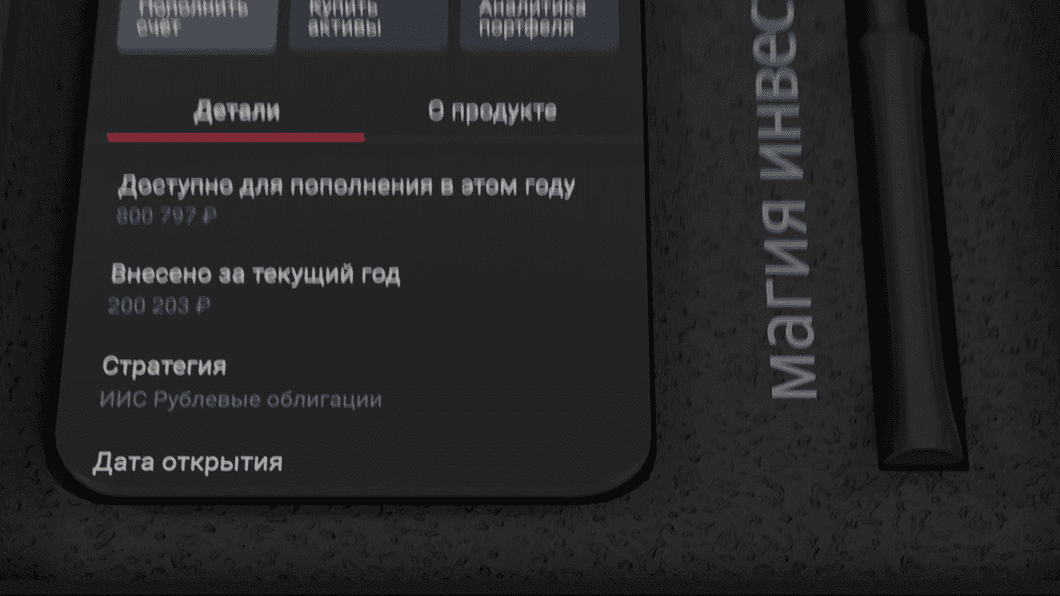 Пополнить
счёт
Купить
активы
Аналитика
портфеля
Детали
О продукте
Доступно для пополнения в этом году
800 797 ₽
Внесено за текущий год
200 203 ₽
Стратегия
ИИС Рублевые облигации
Дата открытия
магия инвес